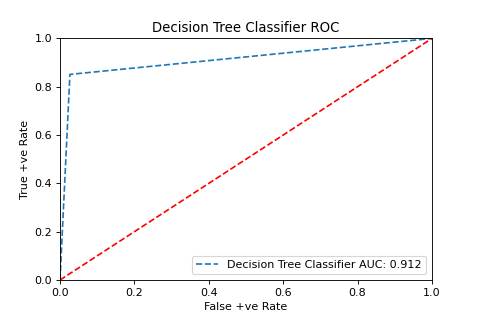 Decision Tree Classifier ROC
1.0
0.8
0.6
0.4
0.2
0.0
True +ve Rate
Decision Tree Classifier AUC: 0.912
0.0 0.2 0.4 0.6 0.8 1.0
False +ve Rate